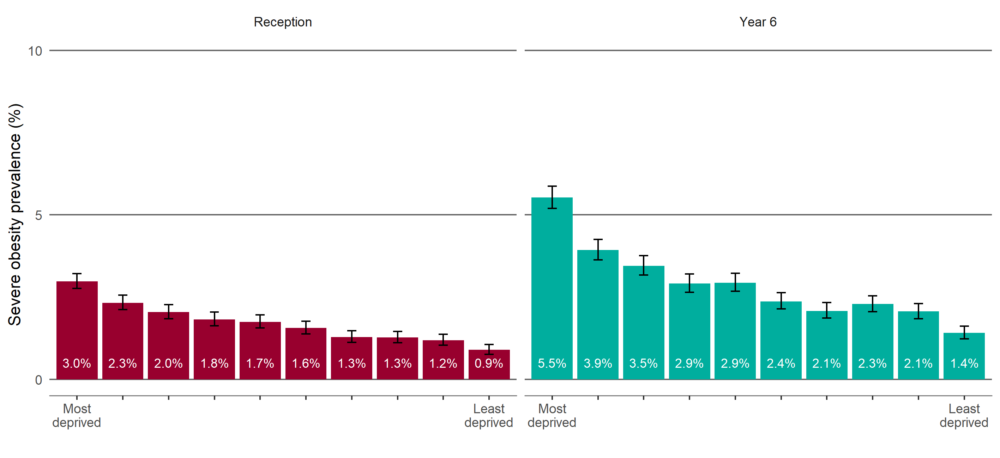 Reception
Year 6
Severe obesity prevalence (%)
10
5
0
3.0% 2.3% 2.0% 1.8% 1.7% 1.6% 1.3% 1.3% 1.2% 0.9%
5.5% 3.9% 3.5% 2.9% 2.9% 2.4% 2.1% 2.3% 2.1% 1.4%
Most
deprived
Least
deprived
Most
deprived
Least
deprived